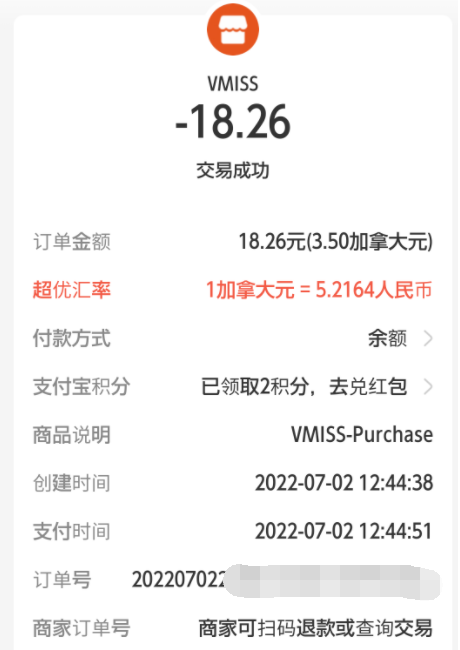 VMISS
-18.26
交易成功
订单金额 18.26元(3.50加拿大元)
超优汇率 1加拿大元 = 5.2164人民币
付款方式 余额
支付宝积分 已领取2积分，去兑红包
商品说明 VMISS-Purchase
创建时间 2022-07-02 12:44:38
支付时间 2022-07-02 12:44:51
订单号 202207022
商家订单号 商家可扫码退款或查询交易